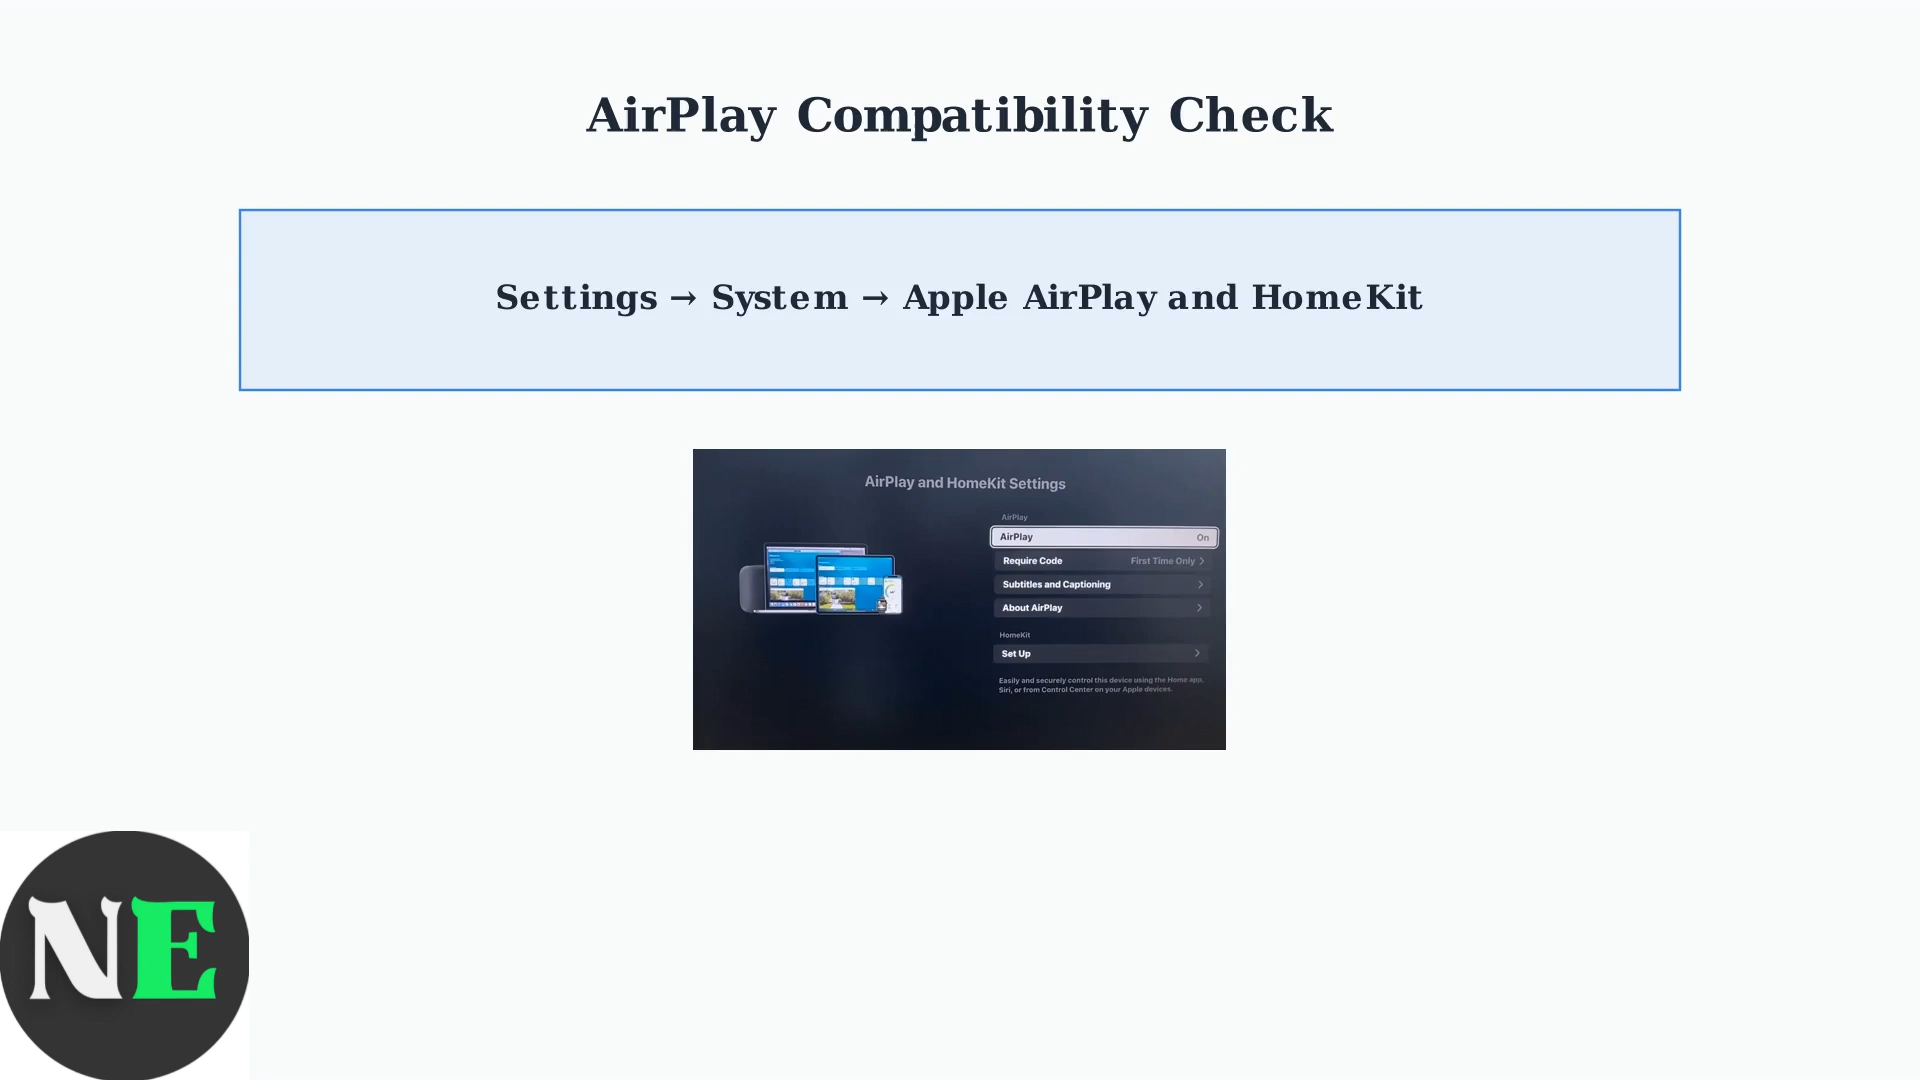 AirPlay Compatibility Check
Settings → System → Apple AirPlay and HomeKit
AirPlay and HomeKit Settings
AirPlay
AirPlay On
Require Code First Time Only
Subtitles and Captioning
About AirPlay
HomeKit
Set Up
Easily and securely control this device using the Home app,
Siri, or from Control Center on your Apple devices.
NE